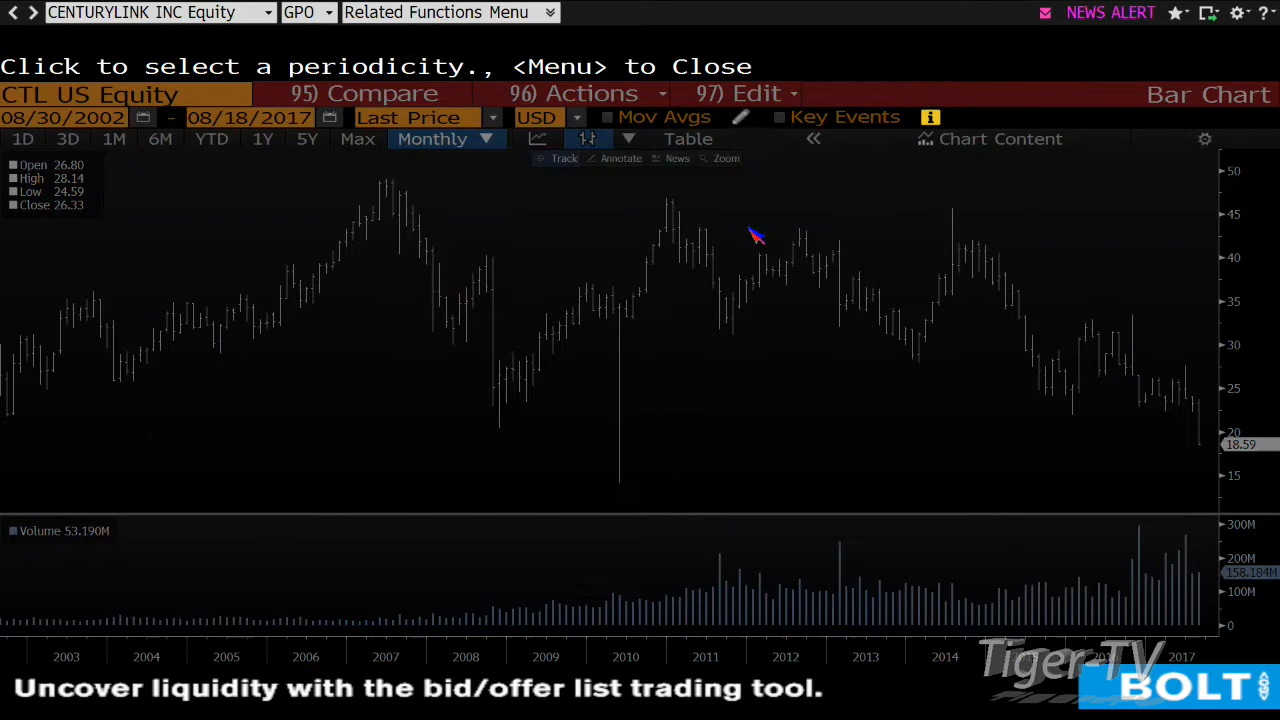 CENTURYLINK INC Equity GPO Related Functions Menu NEWS ALERT ?
Click to select a periodicity., <Menu> to Close
CTL US Equity 95) Compare 96) Actions 97) Edit Bar Chart
08/30/2002 - 08/18/2017 Last Price USD Mov Avgs Key Events i
1D 3D 1M 6M YTD 1Y 5Y Max Monthly Table « Chart Content
Track Annotate News Zoom
Open 26.80
High 28.14
Low 24.59
Close 26.33
50
45
40
35
30
25
20
18.59
15
Volume 53.190M
300M
200M
158.184M
100M
0
2003 2004 2005 2006 2007 2008 2009 2010 2011 2012 2013 2014 2017
Tiger-TV
Uncover liquidity with the bid/offer list trading tool.
BOLT